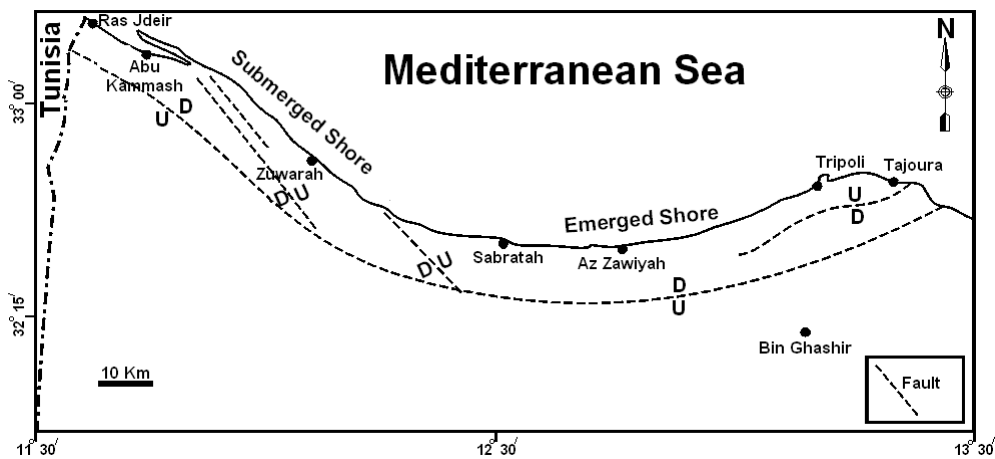 Ras Jdeir
Tunisia
Abu
Kammash
Submerged Shore
Mediterranean Sea
N
33° 00′
D
U
Zuwarah
D U
Tripoli
Tajoura
U
D
Emerged Shore
Sabratah
Az Zawiyah
D U
D
U
32° 15′
Bin Ghashir
10 Km
Fault
11° 30′
12° 30′
13° 30′